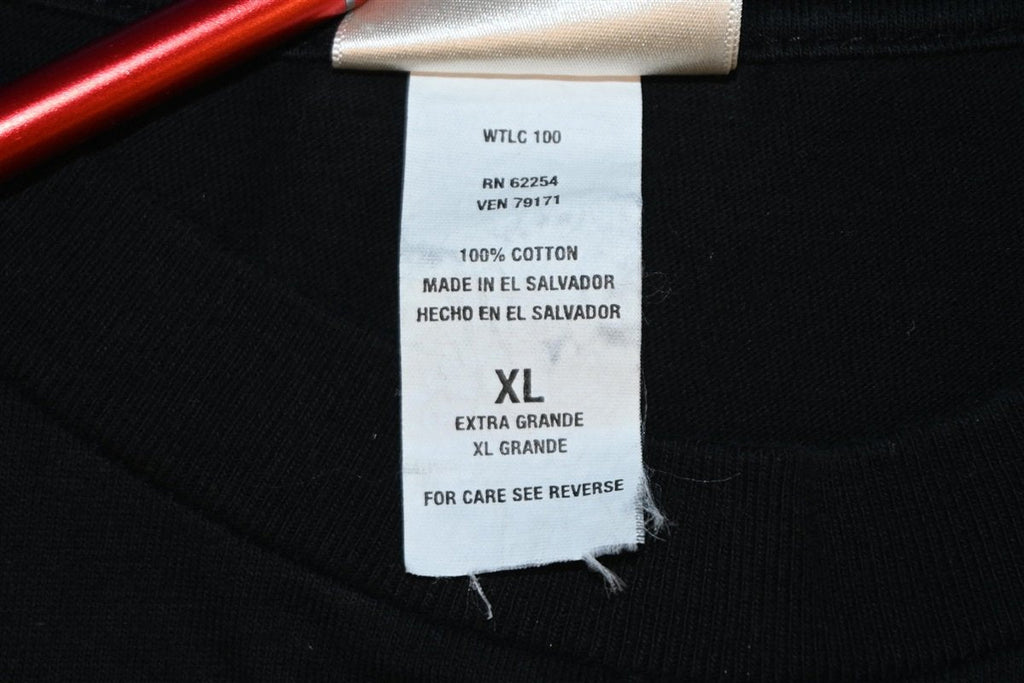 WTLC 100
RN 62254
VEN 79171
100% COTTON
MADE IN EL SALVADOR
HECHO EN EL SALVADOR
XL
EXTRA GRANDE
XL GRANDE
FOR CARE SEE REVERSE